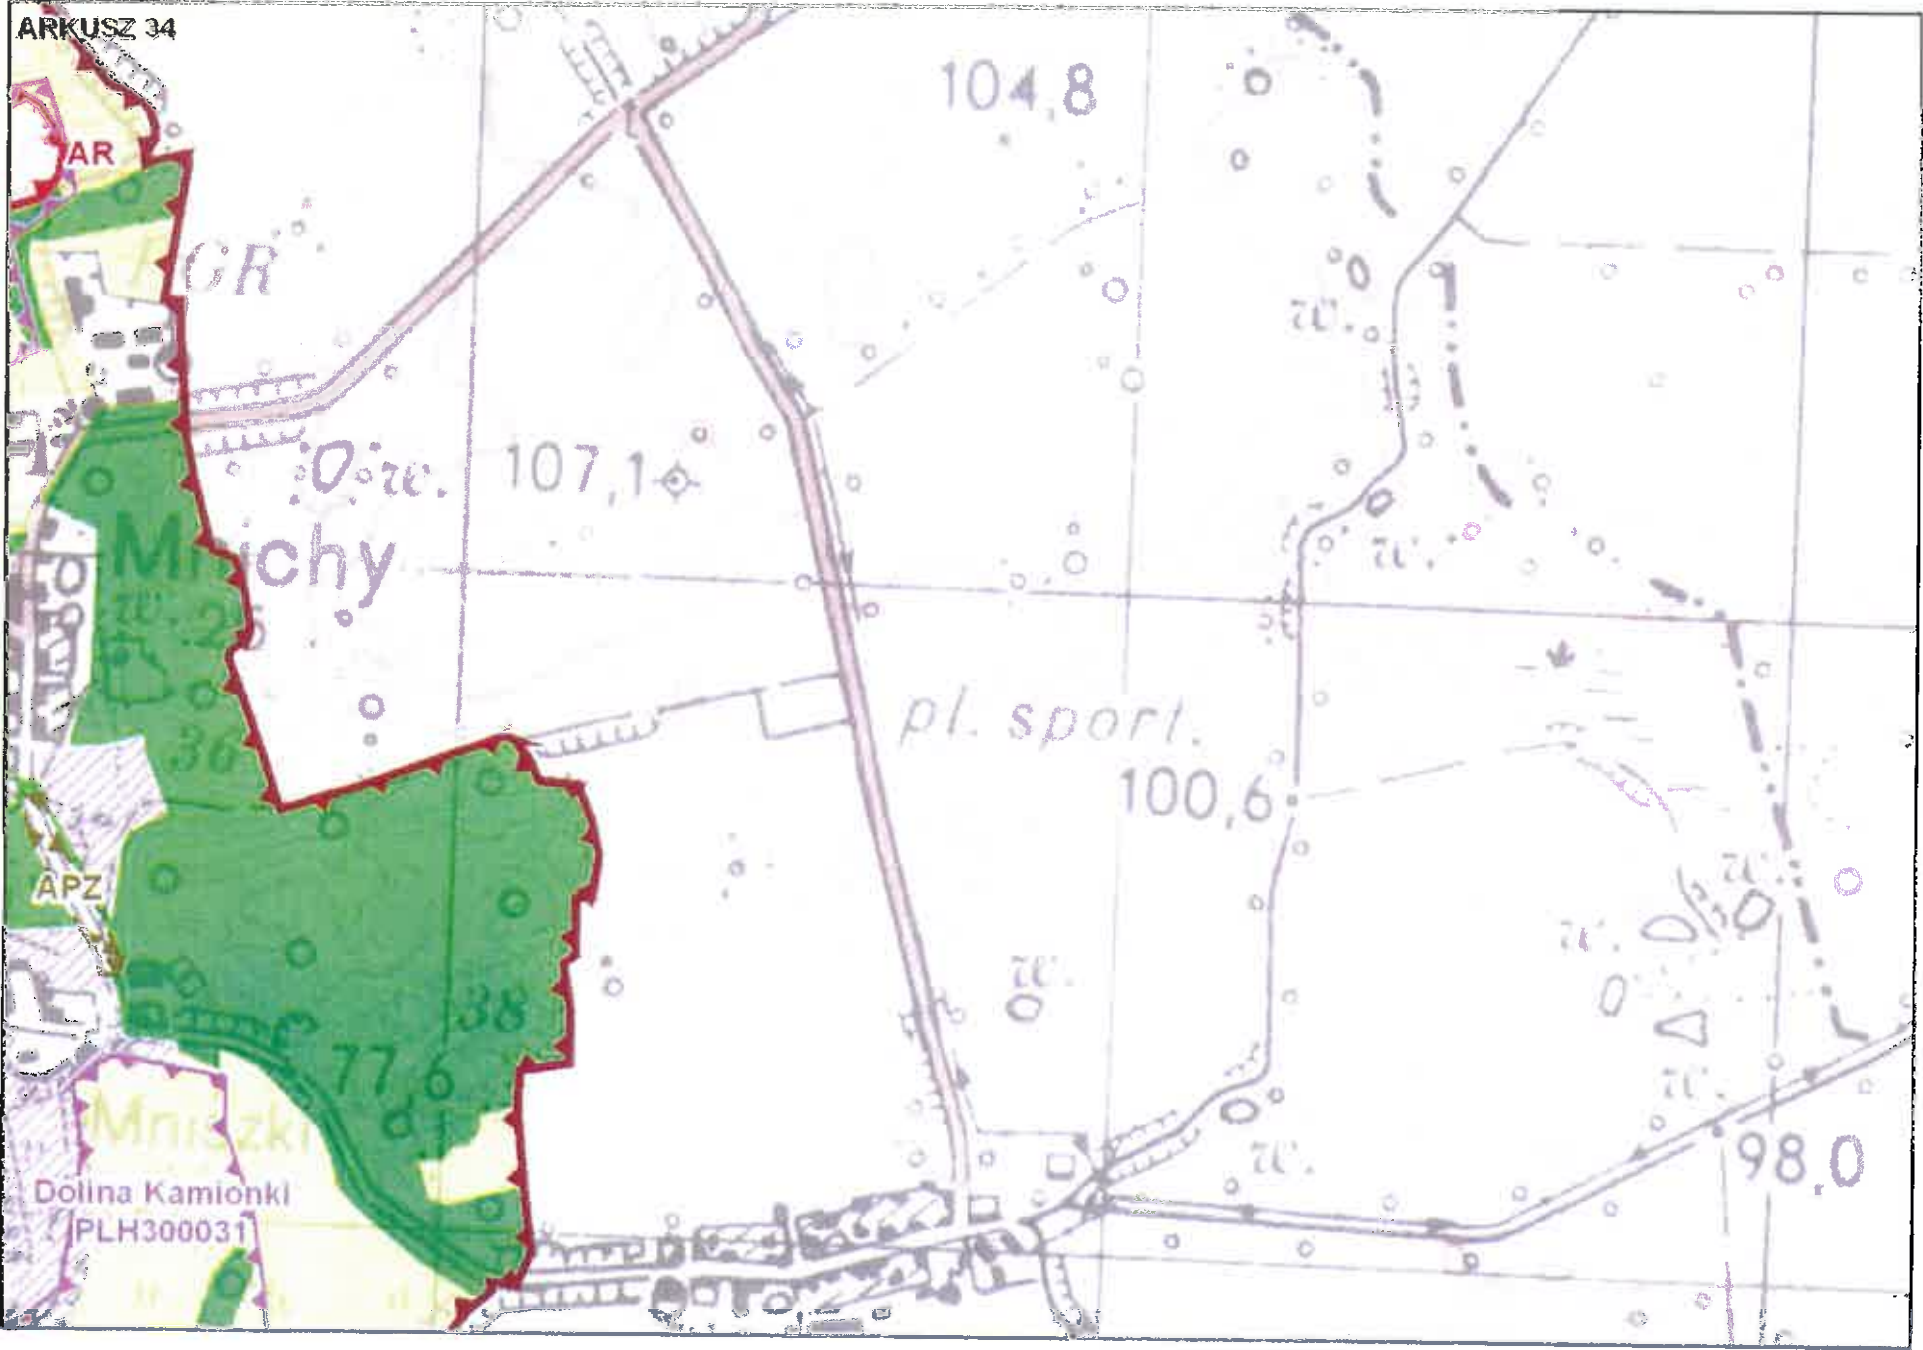 ARKUSZ 34
104,8
AR
GR
w.
w.
107,1
Mnichy
w.
w. 25
pl. sport.
36
100,6
w.
APZ
w.
w.
38
77,6
w.
Mniszki
w.
98,0
Dolina Kamionki
PLH300031